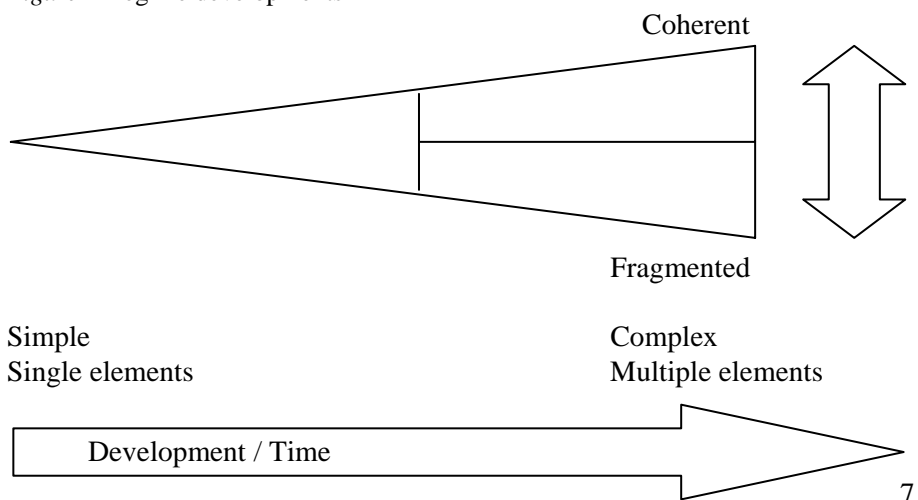 Coherent
Fragmented
Simple
Complex
Single elements
Multiple elements
Development / Time
7